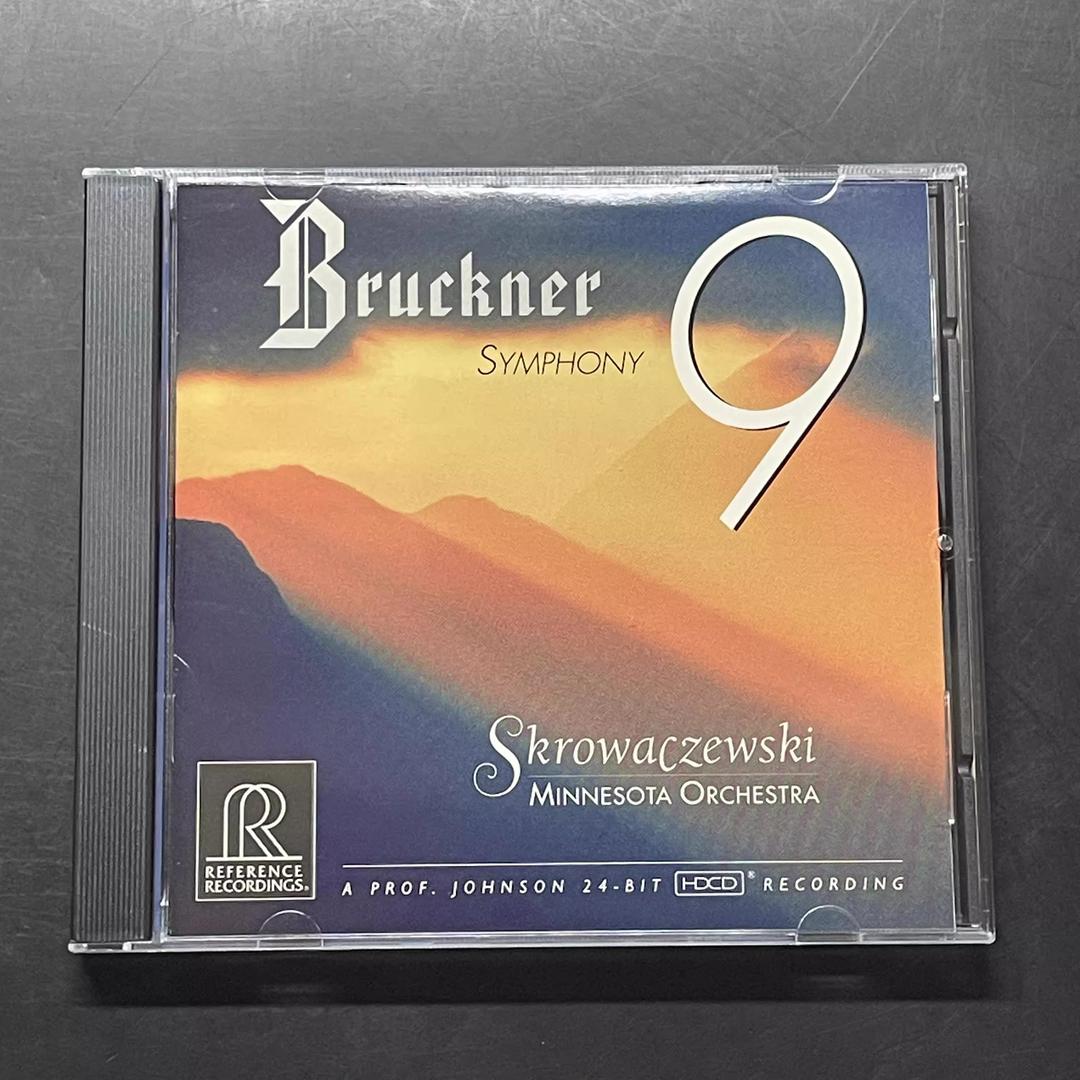 Bruckner
SYMPHONY
9
Skrowaczewski
MINNESOTA ORCHESTRA
R
REFERENCE
RECORDINGS®
A PROF. JOHNSON 24-BIT HDCD® RECORDING